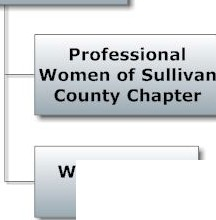 Professional
Women of Sullivan
County Chapter
W